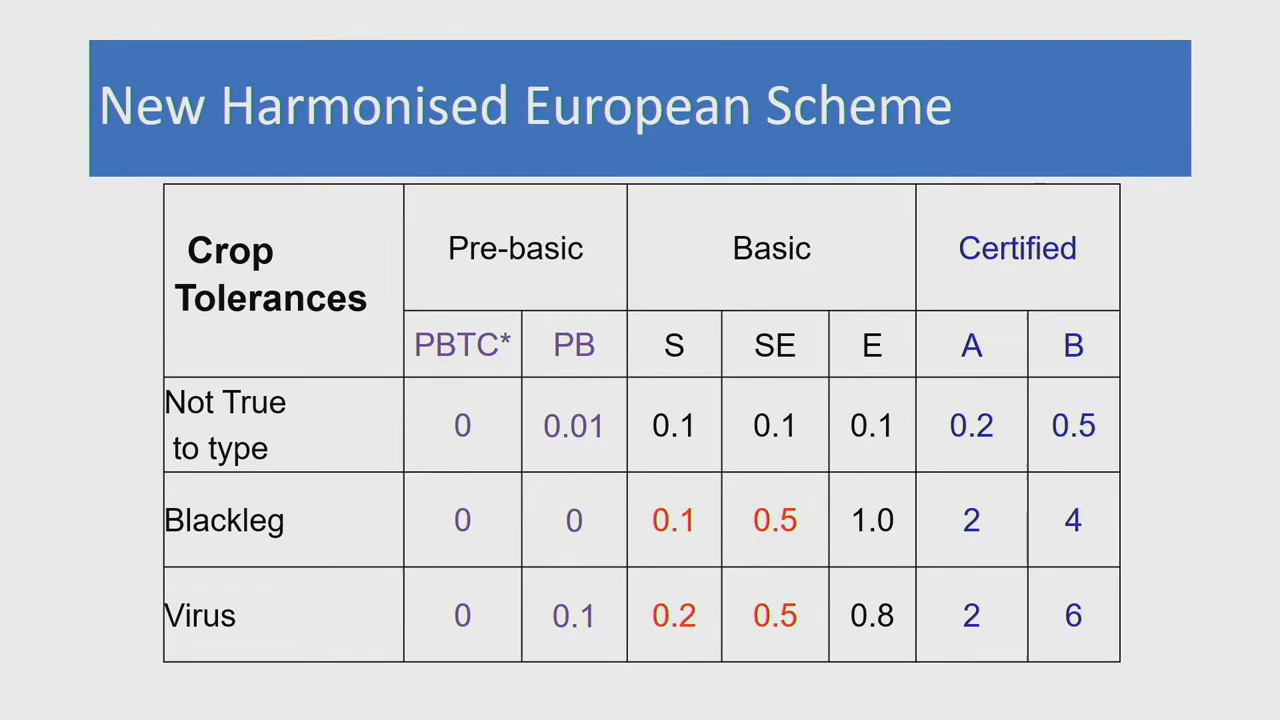 New Harmonised European Scheme
Crop
Tolerances
Pre-basic Basic Certified
PBTC* PB S SE E A B
Not True
to type
0 0.01 0.1 0.1 0.1 0.2 0.5
Blackleg 0 0 0.1 0.5 1.0 2 4
Virus 0 0.1 0.2 0.5 0.8 2 6